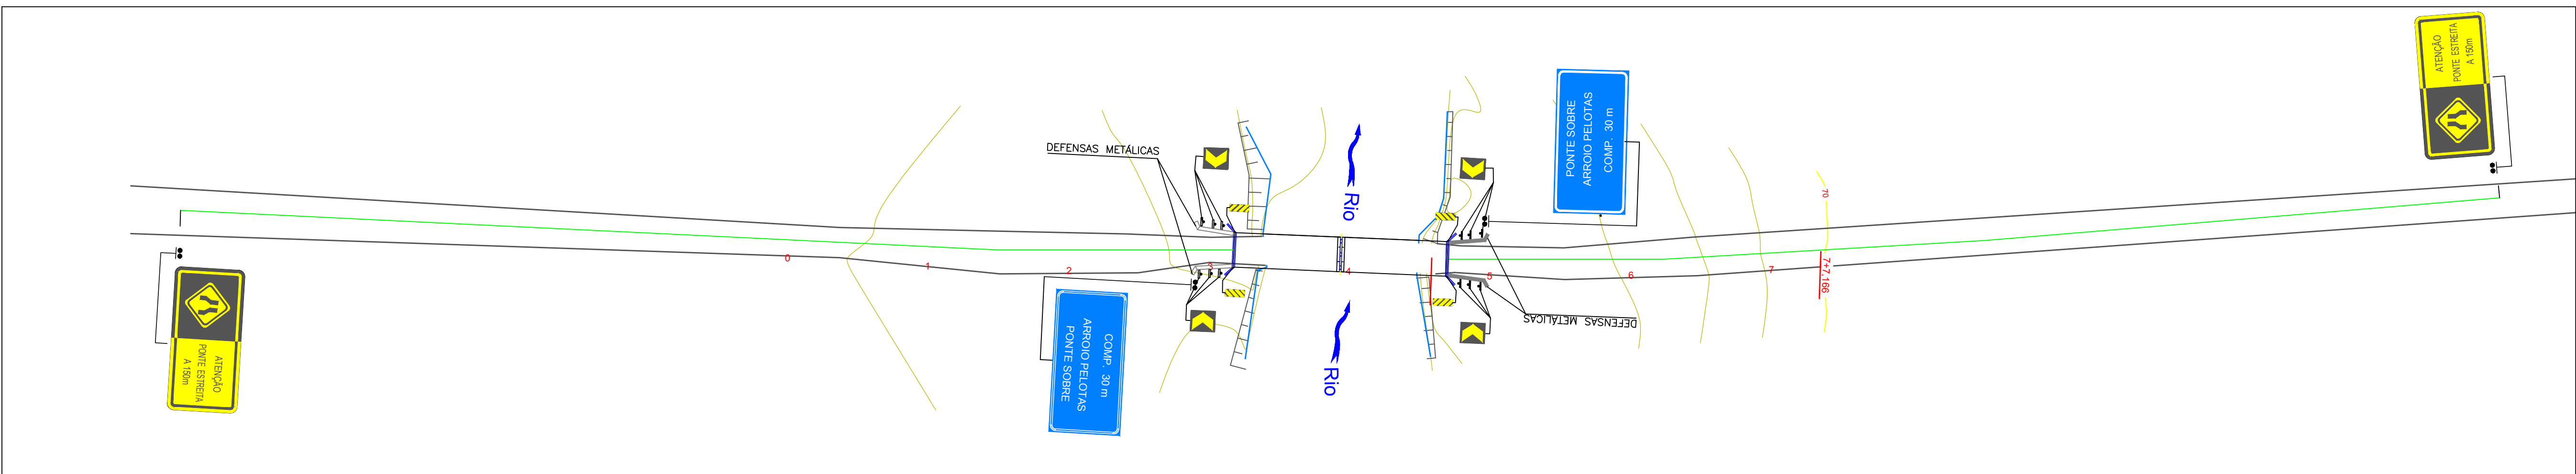 ATENÇÃO
PONTE ESTREITA
A 150m
DEFENSAS METÁLICAS
Rio
PONTE SOBRE
ARROIO PELOTAS
COMP. 30 m
ATENÇÃO
PONTE ESTREITA
A 150m
70
0
1
2
3
4
5
6
7
7+7,166
PONTE SOBRE
ARROIO PELOTAS
COMP. 30 m
Rio
DEFENSAS METÁLICAS